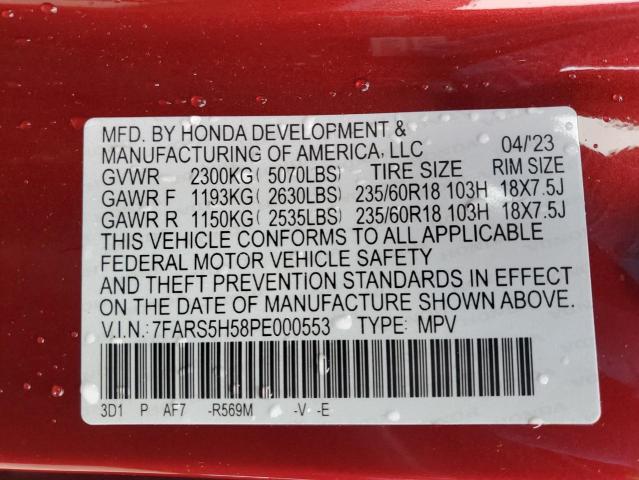 MFD. BY HONDA DEVELOPMENT &
MANUFACTURING OF AMERICA, LLC 04/'23
GVWR 2300KG( 5070LBS) TIRE SIZE RIM SIZE
GAWR F 1193KG( 2630LBS) 235/60R18 103H 18X7.5J
GAWR R 1150KG( 2535LBS) 235/60R18 103H 18X7.5J
THIS VEHICLE CONFORMS TO ALL APPLICABLE
FEDERAL MOTOR VEHICLE SAFETY
AND THEFT PREVENTION STANDARDS IN EFFECT
ON THE DATE OF MANUFACTURE SHOWN ABOVE.
V.I.N.: 7FARS5H58PE000553 TYPE: MPV
3D1 P AF7 -R569M -V -E